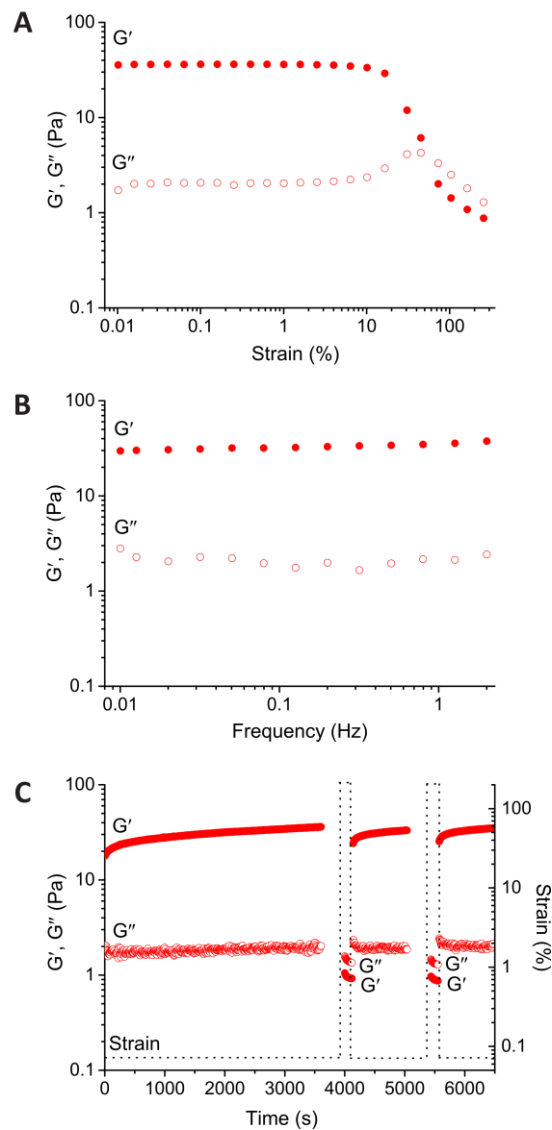 A
G′
G″
G′, G″ (Pa)
100
10
1
0.1
0.01
0.1
1
10
100
Strain (%)
B
G′
G″
G′, G″ (Pa)
100
10
1
0.1
0.01
0.1
1
Frequency (Hz)
C
G′
G″
G″
G′
G″
G′
Strain
G′, G″ (Pa)
100
10
1
0.1
100
10
1
0.1
Strain (%)
0
1000
2000
3000
4000
5000
6000
Time (s)